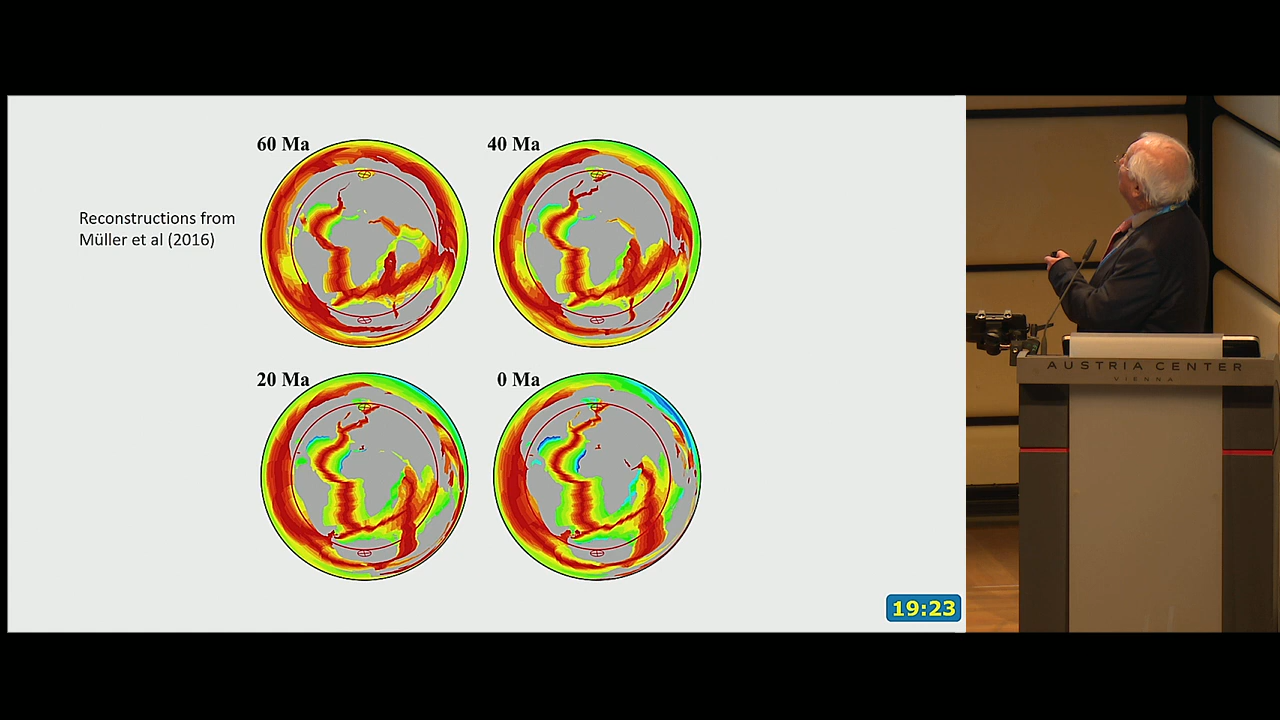 60 Ma
40 Ma
Reconstructions from
Müller et al (2016)
20 Ma
0 Ma
19:23
AUSTRIA CENTER
VIENNA